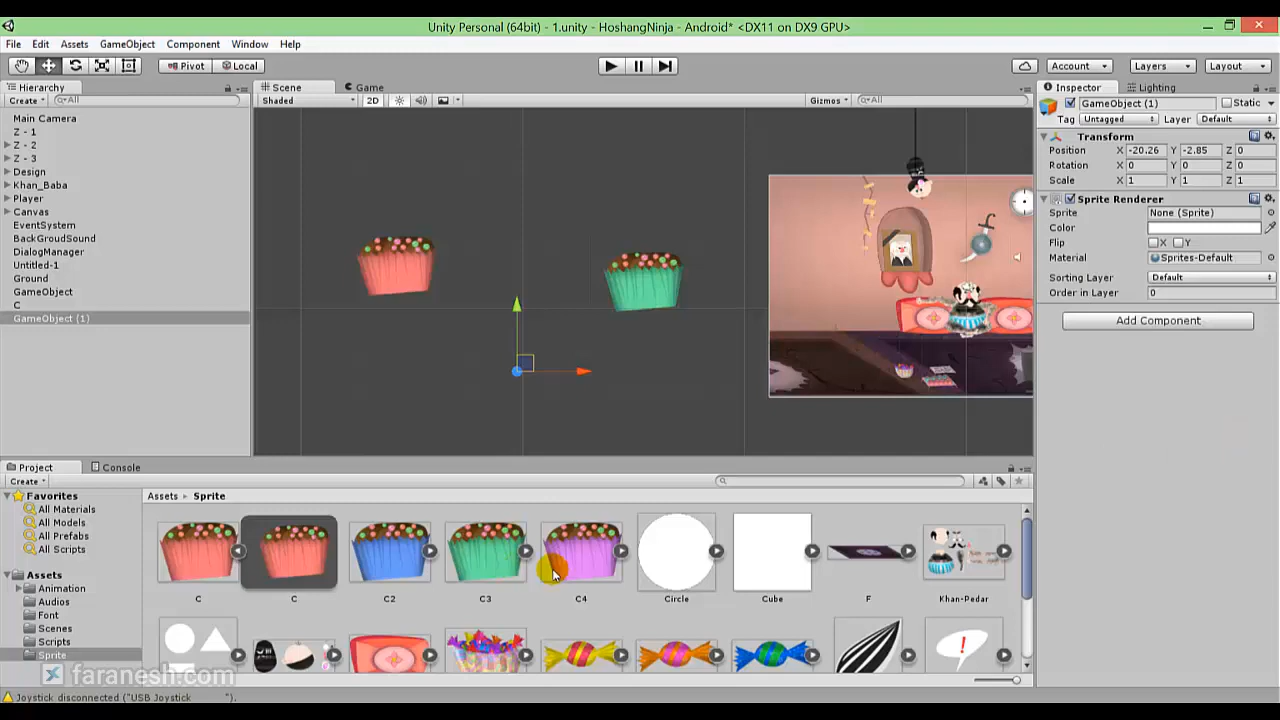 Unity Personal (64bit) - 1.unity - HoshangNinja - Android* <DX11 on DX9 GPU>
File Edit Assets GameObject Component Window Help
Pivot Local Account Layers Layout
Hierarchy
Create All
Main Camera
Z - 1
Z - 2
Z - 3
Design
Khan_Baba
Player
Canvas
EventSystem
BackGroudSound
DialogManager
Untitled-1
Ground
GameObject
C
GameObject (1)
Scene Game
Shaded 2D Gizmos All
Inspector Lighting
GameObject (1) Static
Tag Untagged Layer Default
Transform
Position X -20.26 Y -2.85 Z 0
Rotation X 0 Y 0 Z 0
Scale X 1 Y 1 Z 1
Sprite Renderer
Sprite None (Sprite)
Color
Flip X Y
Material Sprites-Default
Sorting Layer Default
Order in Layer 0
Add Component
Project Console
Create
Favorites
All Materials
All Models
All Prefabs
All Scripts
Assets
Animation
Audios
Font
Scenes
Scripts
Sprite
Assets Sprite
C C C2 C3 C4 Circle Cube F Khan-Pedar
faranesh.com
Joystick disconnected ("USB Joystick ").